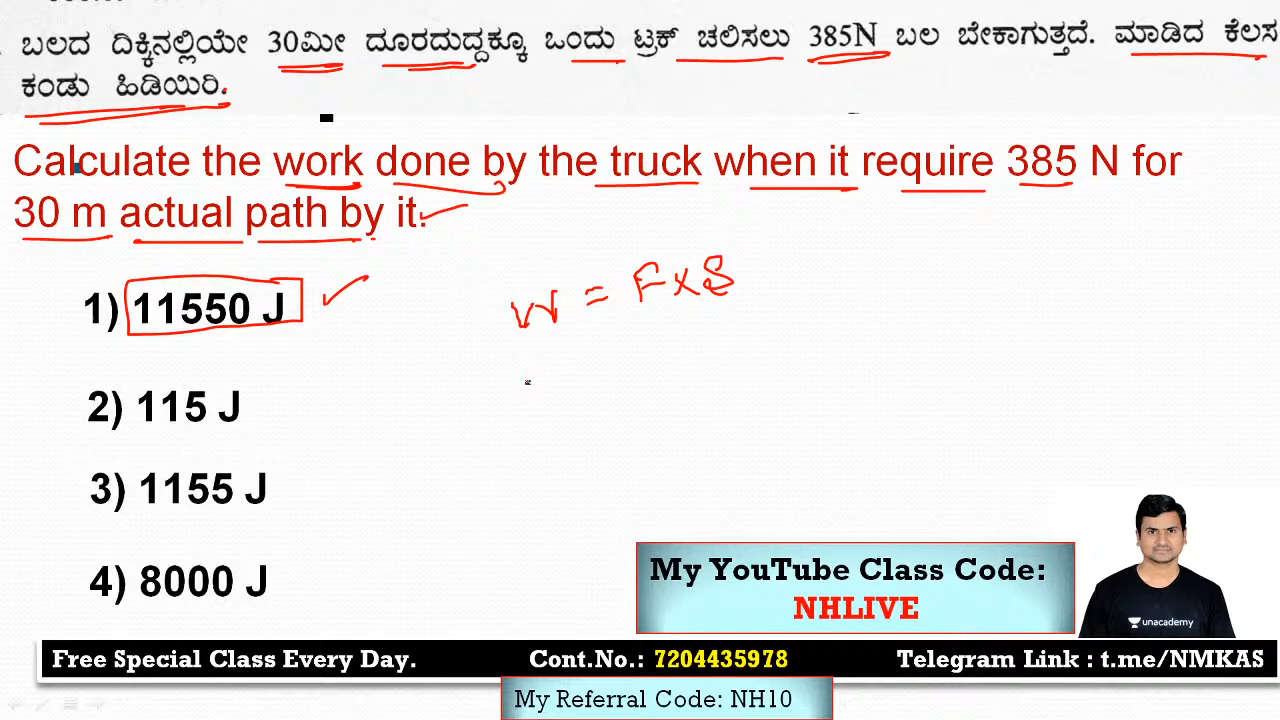 ಬಲದ ದಿಕ್ಕಿನಲ್ಲಿಯೇ 30ಮೀ ದೂರದುದ್ದಕ್ಕೂ ಒಂದು ಟ್ರಕ್ ಚಲಿಸಲು 385N ಬಲ ಬೇಕಾಗುತ್ತದೆ. ಮಾಡಿದ ಕೆಲಸ
ಕಂಡು ಹಿಡಿಯಿರಿ.
Calculate the work done by the truck when it require 385 N for
30 m actual path by it.
1) 11550 J
W = F x S
2) 115 J
3) 1155 J
4) 8000 J
My YouTube Class Code:
NHLIVE
unacademy
Free Special Class Every Day. Cont.No.: 7204435978 Telegram Link : t.me/NMKAS
My Referral Code: NH10